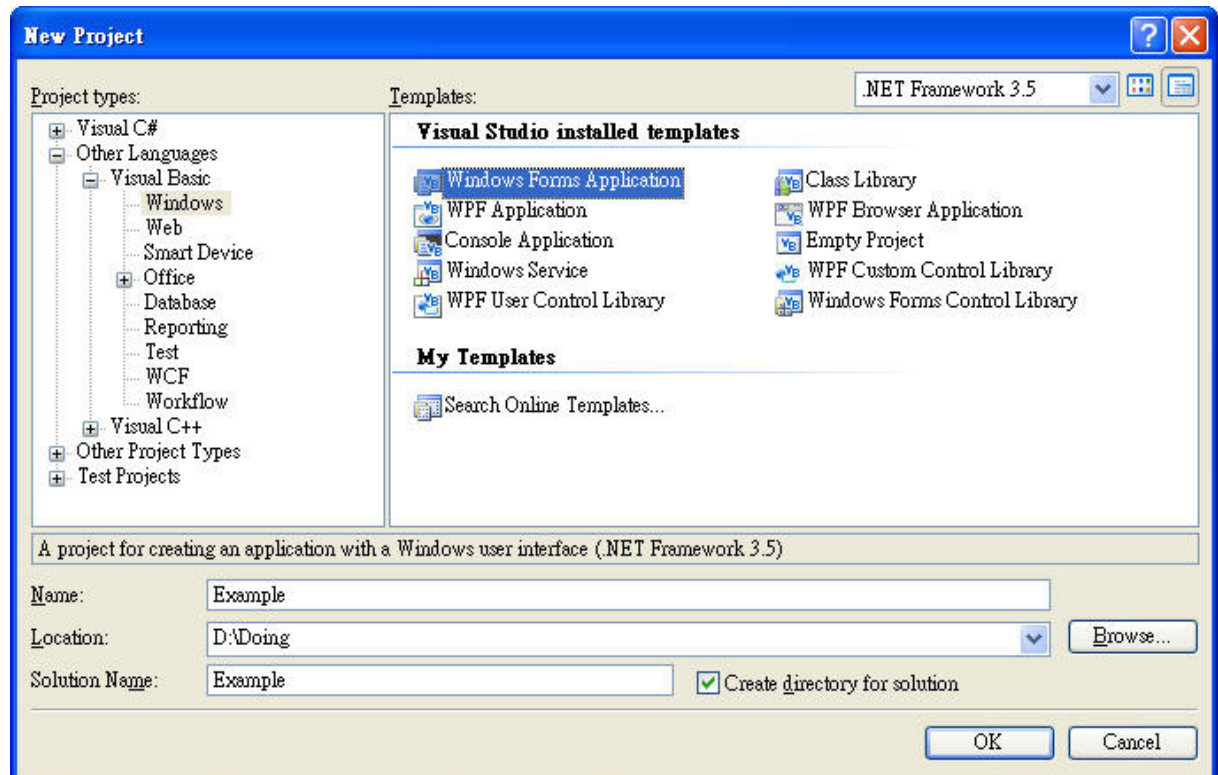 New Project
Project types:
Templates:
.NET Framework 3.5
Visual C#
Other Languages
Visual Basic
Windows
Web
Smart Device
Office
Database
Reporting
Test
WCF
Workflow
Visual C++
Other Project Types
Test Projects
Visual Studio installed templates
Windows Forms Application
WPF Application
Console Application
Windows Service
WPF User Control Library
Class Library
WPF Browser Application
Empty Project
WPF Custom Control Library
Windows Forms Control Library
My Templates
Search Online Templates...
A project for creating an application with a Windows user interface (.NET Framework 3.5)
Name:
Example
Location:
D:\Doing
Browse...
Solution Name:
Example
Create directory for solution
OK
Cancel